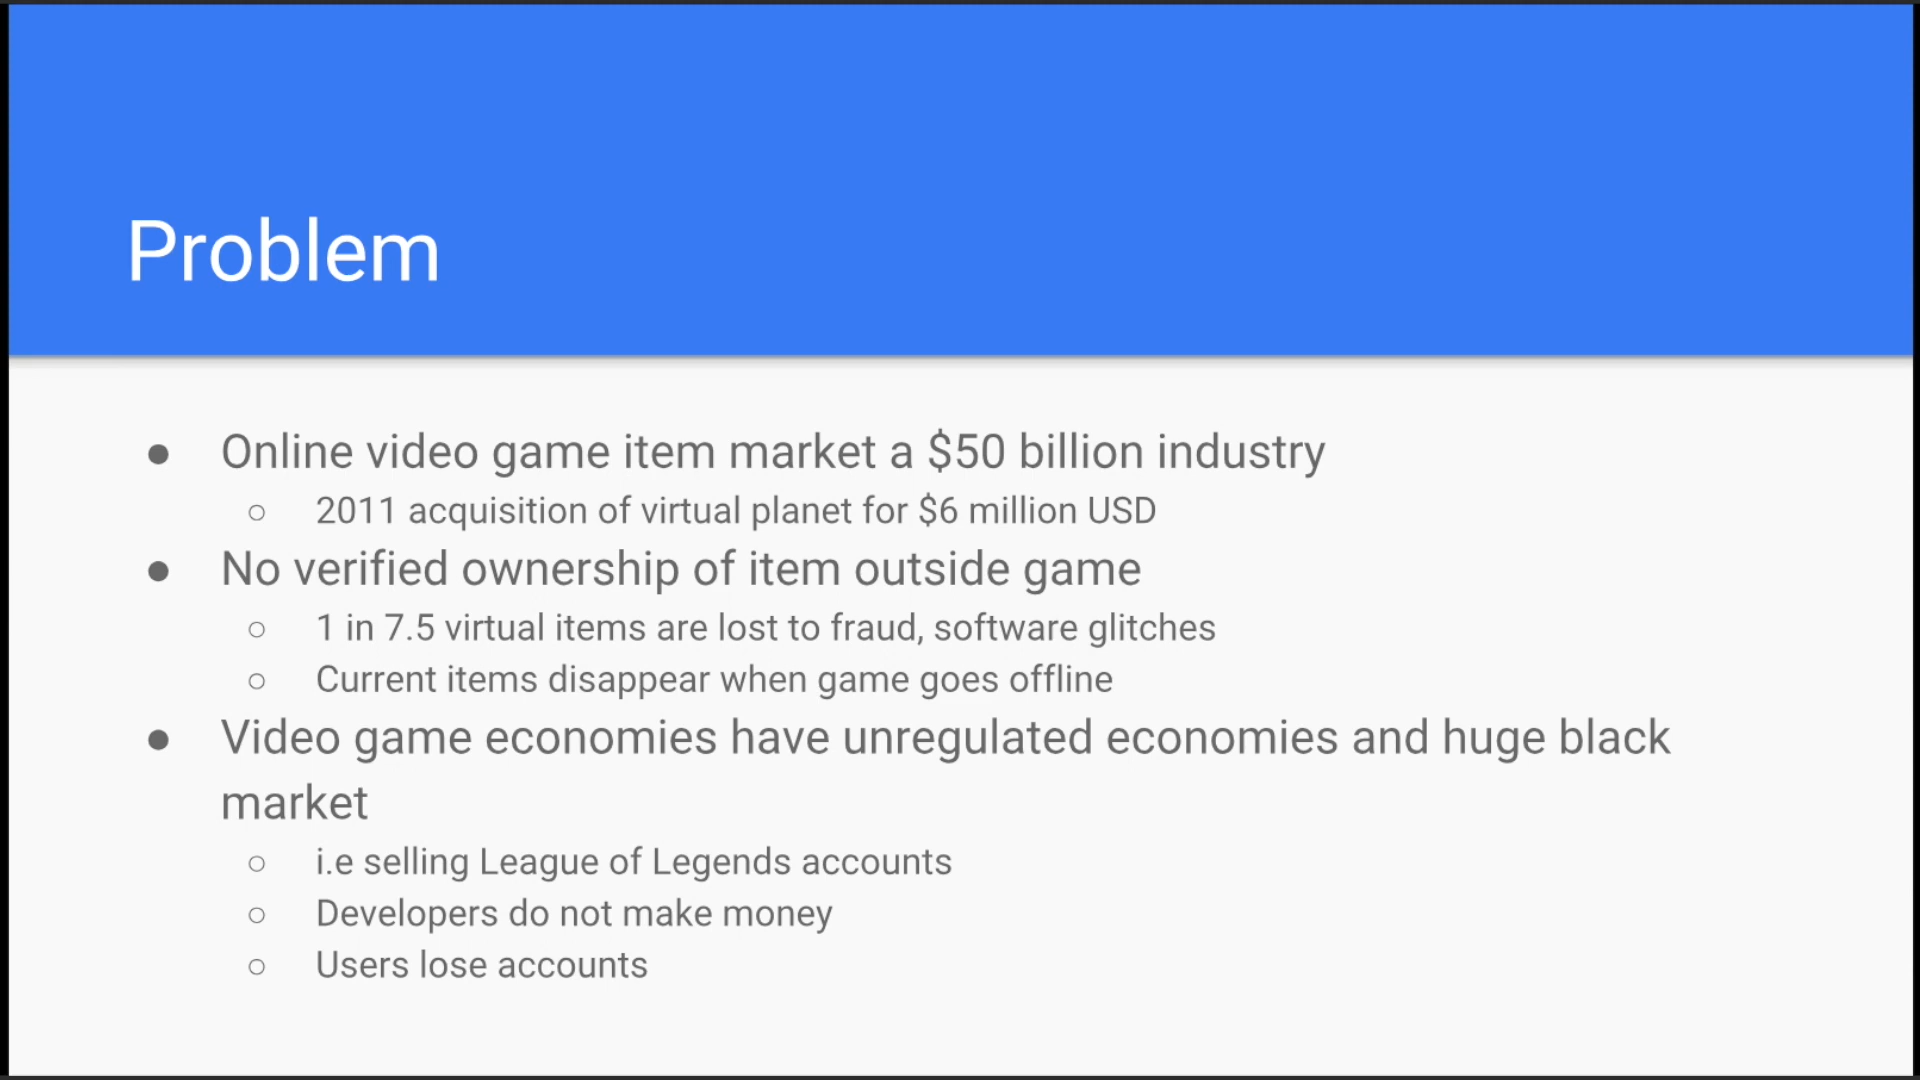 Problem
● Online video game item market a $50 billion industry
○ 2011 acquisition of virtual planet for $6 million USD
● No verified ownership of item outside game
○ 1 in 7.5 virtual items are lost to fraud, software glitches
○ Current items disappear when game goes offline
● Video game economies have unregulated economies and huge black
market
○ i.e selling League of Legends accounts
○ Developers do not make money
○ Users lose accounts